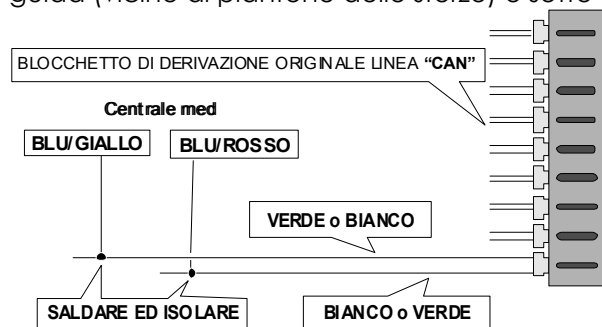 BLOCCHETTO DI DERIVAZIONE ORIGINALE LINEA “CAN”
Centrale med
BLU/GIALLO
BLU/ROSSO
VERDE o BIANCO
SALDARE ED ISOLARE
BIANCO o VERDE